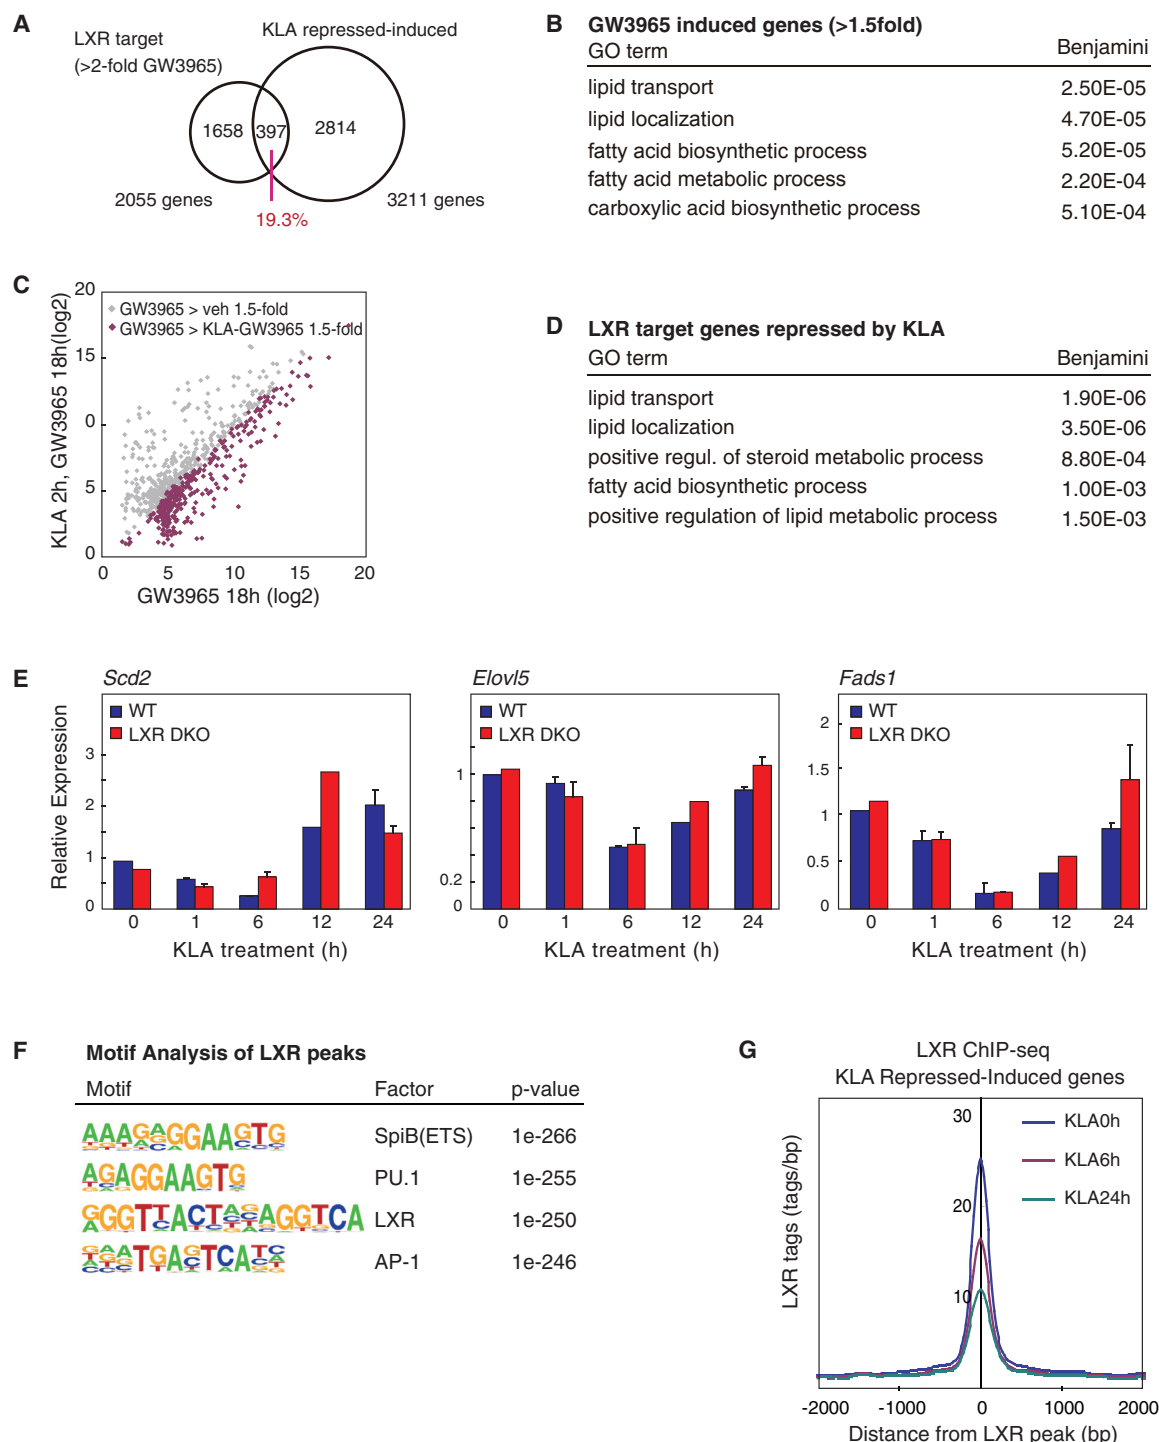 A
LXR target
(>2-fold GW3965)
KLA repressed-induced
1658
397
2814
2055 genes
3211 genes
19.3%
B GW3965 induced genes (>1.5fold)
GO term Benjamini
lipid transport 2.50E-05
lipid localization 4.70E-05
fatty acid biosynthetic process 5.20E-05
fatty acid metabolic process 2.20E-04
carboxylic acid biosynthetic process 5.10E-04
C
KLA 2h, GW3965 18h(log2)
20
15
0
5
0
GW3965 > veh 1.5-fold
GW3965 > KLA-GW3965 1.5-fold
0 5 10 15 20
GW3965 18h (log2)
D LXR target genes repressed by KLA
GO term Benjamini
lipid transport 1.90E-06
lipid localization 3.50E-06
positive regul. of steroid metabolic process 8.80E-04
fatty acid biosynthetic process 1.00E-03
positive regulation of lipid metabolic process 1.50E-03
E
Relative Expression
Scd2
WT
LXR DKO
3
2
1
0
0 1 6 12 24
KLA treatment (h)
Elovl5
WT
LXR DKO
1
0.2
0
0 1 6 12 24
KLA treatment (h)
Fads1
WT
LXR DKO
2
1.5
1
0.5
0
0 1 6 12 24
KLA treatment (h)
F Motif Analysis of LXR peaks
Motif Factor p-value
SpiB(ETS) 1e-266
PU.1 1e-255
LXR 1e-250
AP-1 1e-246
G
LXR ChIP-seq
KLA Repressed-Induced genes
LXR tags (tags/bp)
30
20
10
KLA0h
KLA6h
KLA24h
-2000 -1000 0 1000 2000
Distance from LXR peak (bp)